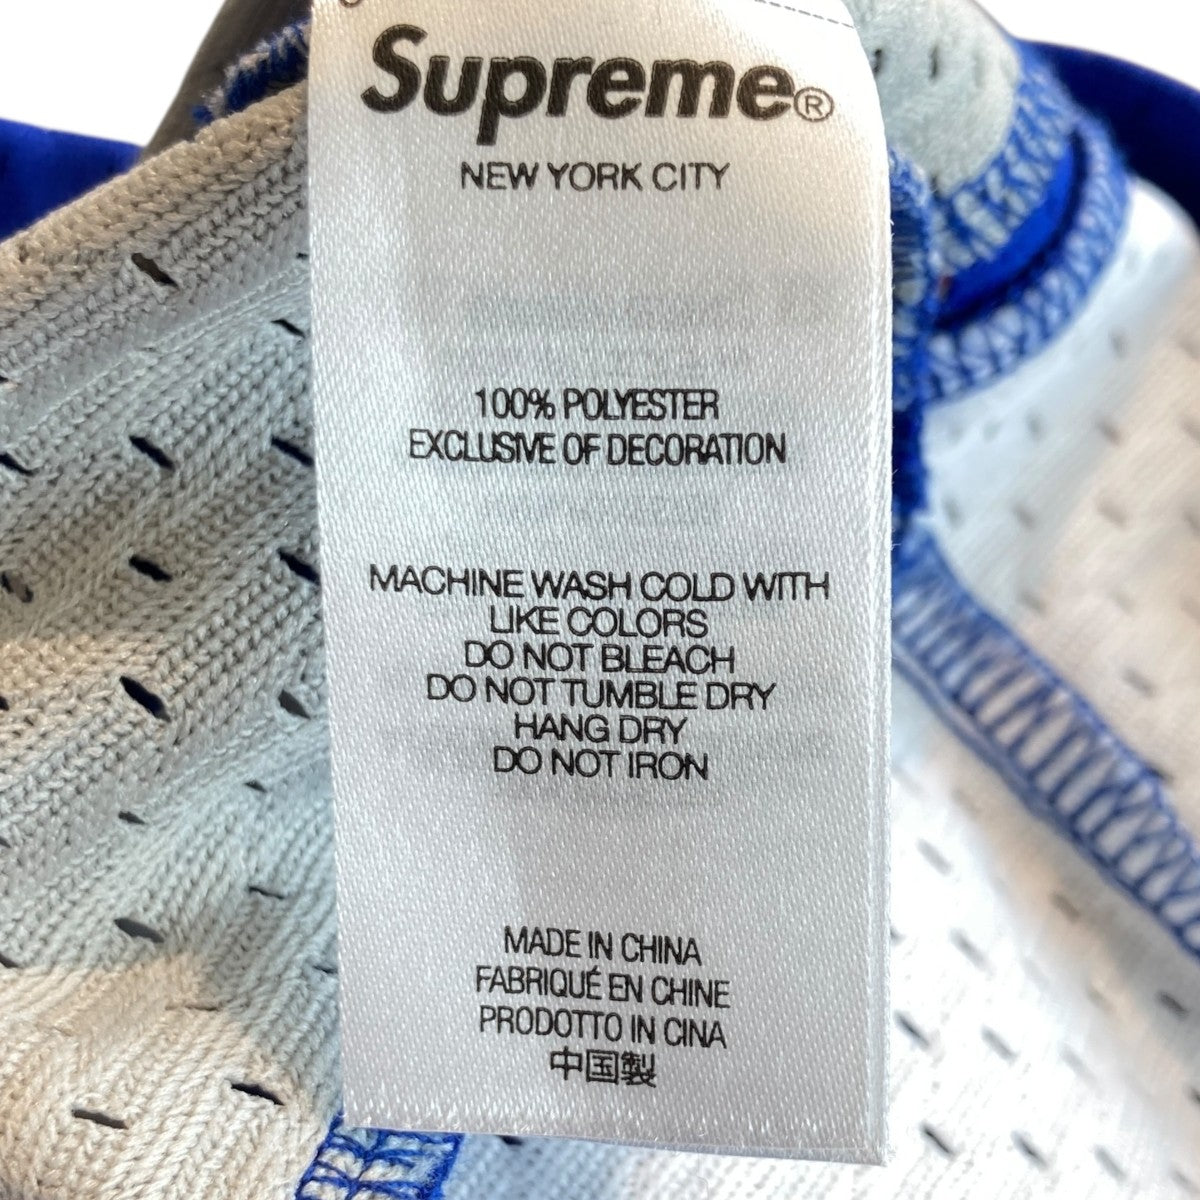 Supreme®
NEW YORK CITY
100% POLYESTER
EXCLUSIVE OF DECORATION
MACHINE WASH COLD WITH
LIKE COLORS
DO NOT BLEACH
DO NOT TUMBLE DRY
HANG DRY
DO NOT IRON
MADE IN CHINA
FABRIQUÉ EN CHINE
PRODOTTO IN CINA
中国製